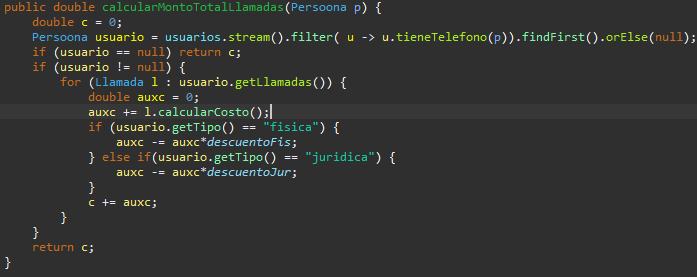 public double calcularMontoTotalLlamadas(Persoona p) {
    double c = 0;
    Persoona usuario = usuarios.stream().filter( u -> u.tieneTelefono(p)).findFirst().orElse(null);
    if (usuario == null) return c;
    if (usuario != null) {
        for (Llamada l : usuario.getLlamadas()) {
            double auxc = 0;
            auxc += l.calcularCosto();
            if (usuario.getTipo() == "fisica") {
                auxc -= auxc*descuentoFis;
            } else if(usuario.getTipo() == "juridica") {
                auxc -= auxc*descuentoJur;
            }
            c += auxc;
        }
    }
    return c;
}